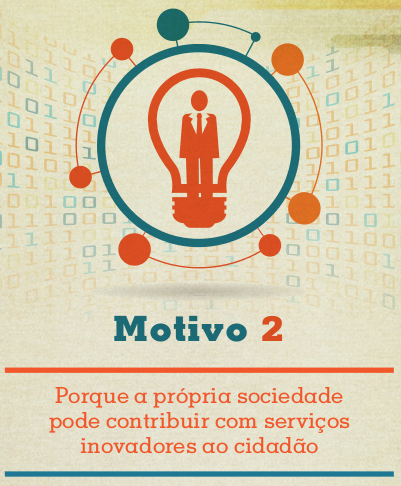 Motivo 2
Porque a própria sociedade
pode contribuir com serviços
inovadores ao cidadão